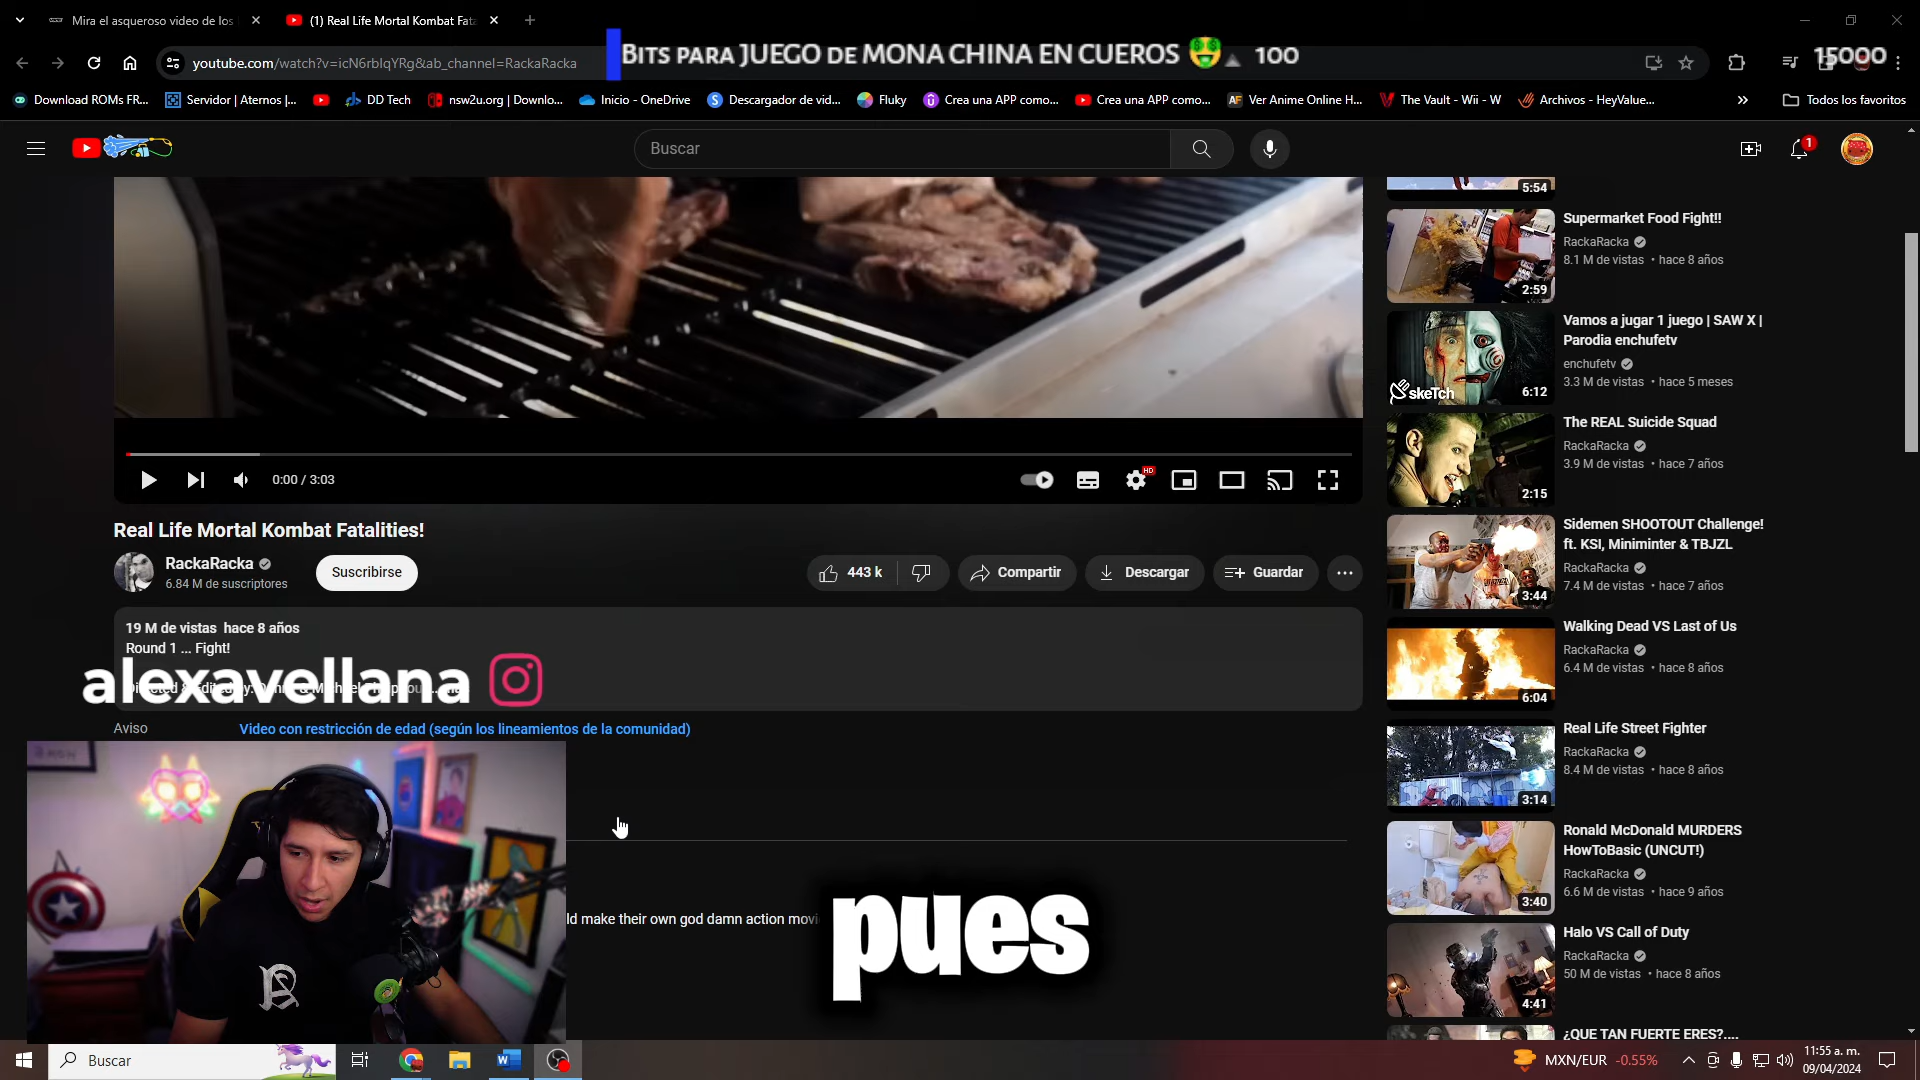 Mira el asqueroso video de los
(1) Real Life Mortal Kombat Fata
youtube.com/watch?v=icN6rbIqYRg&ab_channel=RackaRacka
BITS PARA JUEGO DE MONA CHINA EN CUEROS 🤑 100
15000
Download ROMs FR...
Servidor | Aternos |...
DD Tech
nsw2u.org | Downlo...
Inicio - OneDrive
Descargador de vid...
Fluky
Crea una APP como...
Crea una APP como...
Ver Anime Online H...
The Vault - Wii - W
Archivos - HeyValue...
Todos los favoritos
Buscar
1
5:54
Supermarket Food Fight!!
RackaRacka
8.1 M de vistas • hace 8 años
2:59
Vamos a jugar 1 juego | SAW X |
Parodia enchufetv
enchufetv
3.3 M de vistas • hace 5 meses
skeTch
6:12
The REAL Suicide Squad
RackaRacka
3.9 M de vistas • hace 7 años
2:15
Sidemen SHOOTOUT Challenge!
ft. KSI, Miniminter & TBJZL
RackaRacka
7.4 M de vistas • hace 7 años
3:44
Walking Dead VS Last of Us
RackaRacka
6.4 M de vistas • hace 8 años
6:04
Real Life Street Fighter
RackaRacka
8.4 M de vistas • hace 8 años
3:14
Ronald McDonald MURDERS
HowToBasic (UNCUT!)
RackaRacka
6.6 M de vistas • hace 9 años
3:40
Halo VS Call of Duty
RackaRacka
50 M de vistas • hace 8 años
4:41
¿QUE TAN FUERTE ERES?....
0:00 / 3:03
HD
Real Life Mortal Kombat Fatalities!
RackaRacka
6.84 M de suscriptores
Suscribirse
443 k
Compartir
Descargar
Guardar
19 M de vistas hace 8 años
Round 1 ... Fight!
alexavellana
Aviso
Video con restricción de edad (según los lineamientos de la comunidad)
ld make their own god damn action movi
pues
Buscar
MXN/EUR -0.55%
11:55 a. m.
09/04/2024